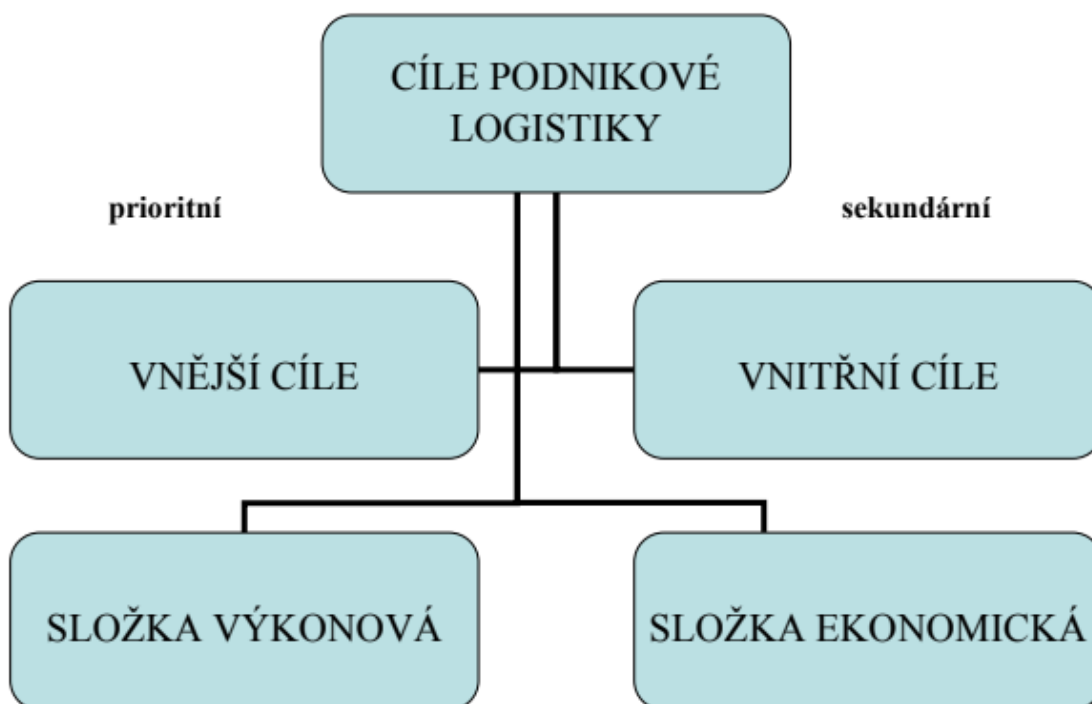 CÍLE PODNIKOVÉ
LOGISTIKY
prioritní
sekundární
VNĚJŠÍ CÍLE
VNITŘNÍ CÍLE
SLOŽKA VÝKONOVÁ
SLOŽKA EKONOMICKÁ